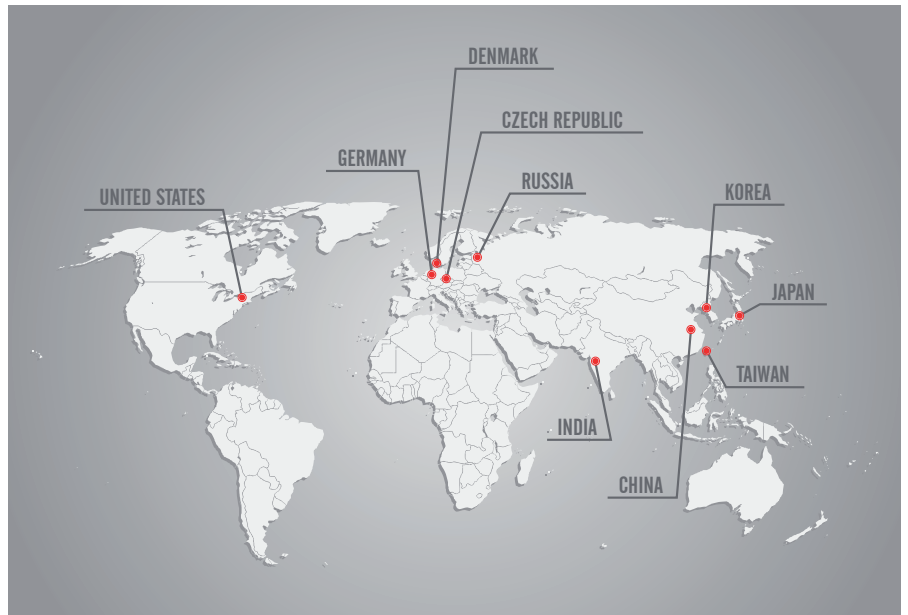 DENMARK
CZECH REPUBLIC
GERMANY
RUSSIA
UNITED STATES
KOREA
JAPAN
TAIWAN
INDIA
CHINA